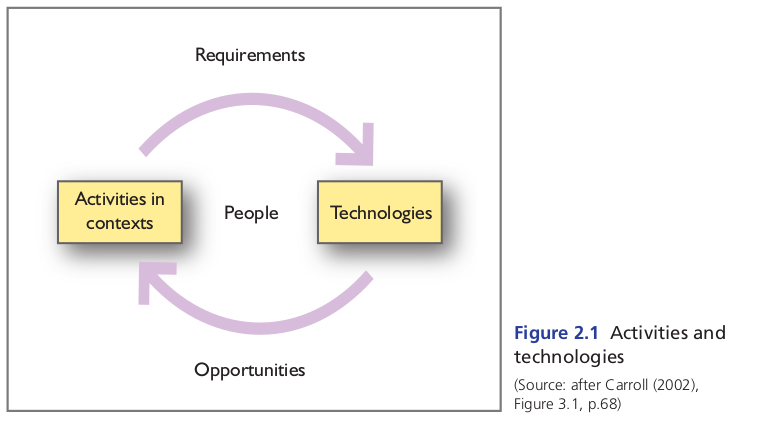 Requirements
Activities in
contexts
People
Technologies
Opportunities
Figure 2.1 Activities and
technologies
(Source: after Carroll (2002),
Figure 3.1, p.68)